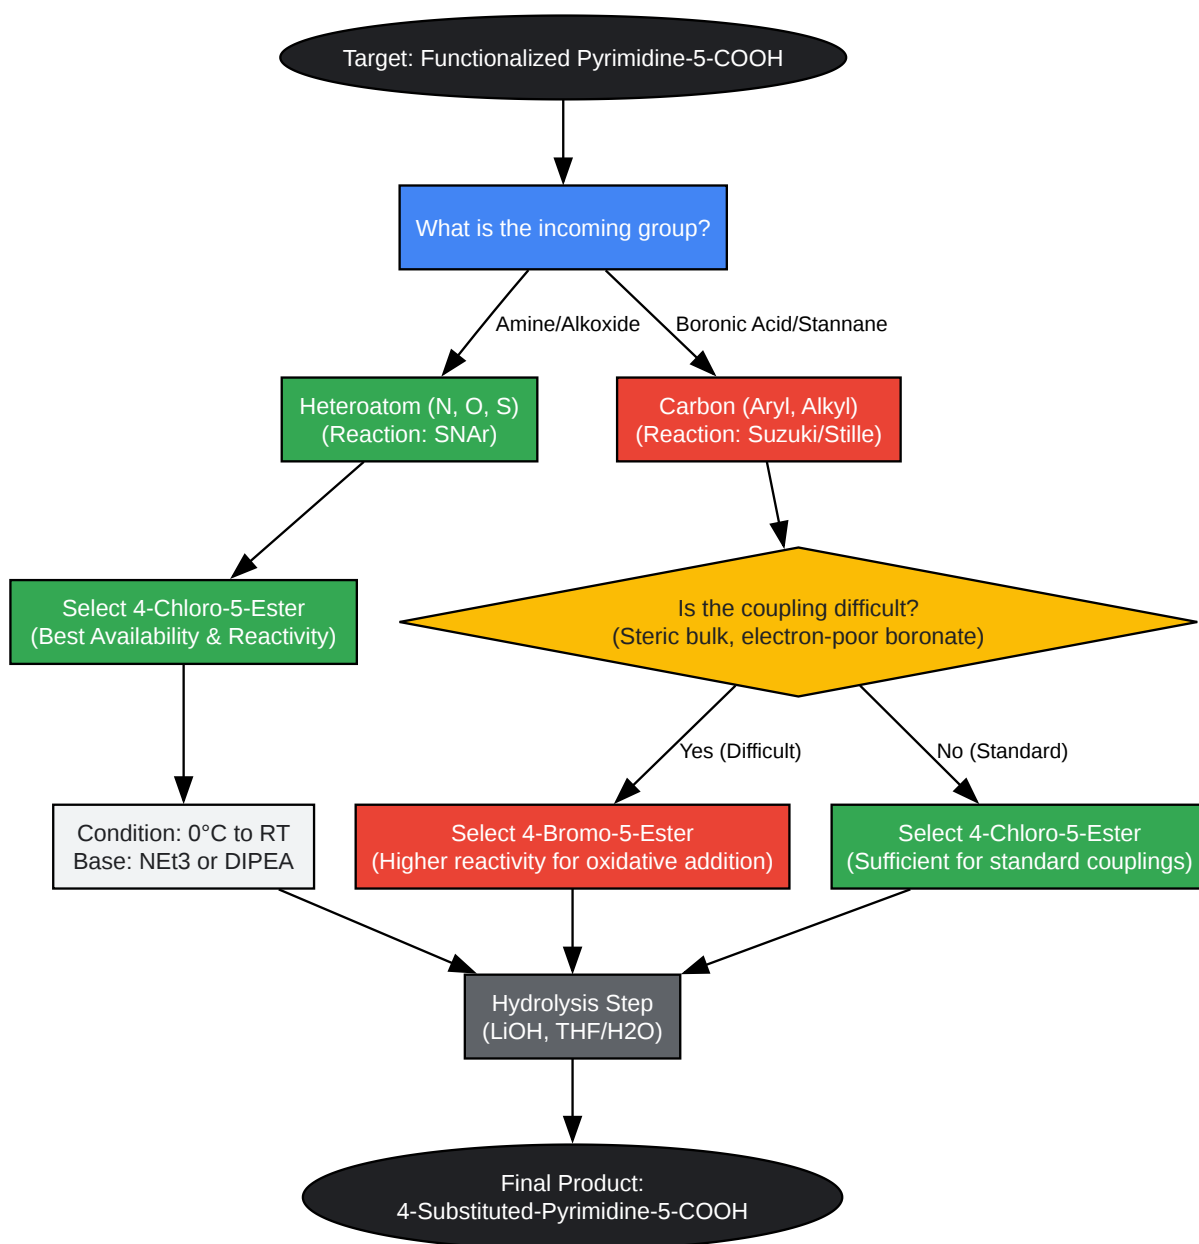 Target: Functionalized Pyrimidine-5-COOH
What is the incoming group?
Amine/Alkoxide
Boronic Acid/Stannane
Heteroatom (N, O, S)
(Reaction: SNAr)
Carbon (Aryl, Alkyl)
(Reaction: Suzuki/Stille)
Select 4-Chloro-5-Ester
(Best Availability & Reactivity)
Is the coupling difficult?
(Steric bulk, electron-poor boronate)
Yes (Difficult)
No (Standard)
Condition: 0°C to RT
Base: NEt3 or DIPEA
Select 4-Bromo-5-Ester
(Higher reactivity for oxidative addition)
Select 4-Chloro-5-Ester
(Sufficient for standard couplings)
Hydrolysis Step
(LiOH, THF/H2O)
Final Product:
4-Substituted-Pyrimidine-5-COOH